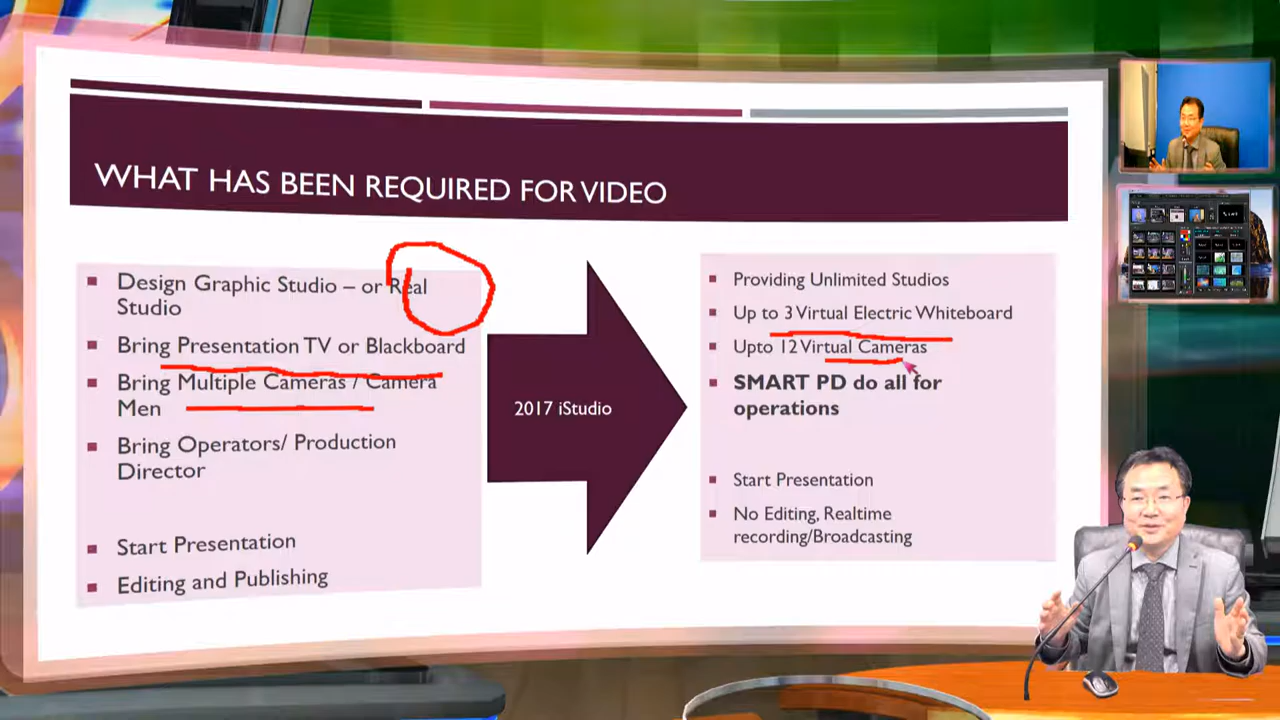 WHAT HAS BEEN REQUIRED FOR VIDEO
Design Graphic Studio – or Real
Studio
Bring Presentation TV or Blackboard
Bring Multiple Cameras / Camera
Men
Bring Operators/ Production
Director
Start Presentation
Editing and Publishing
2017 iStudio
Providing Unlimited Studios
Up to 3 Virtual Electric Whiteboard
Upto 12 Virtual Cameras
SMART PD do all for
operations
Start Presentation
No Editing, Realtime
recording/Broadcasting